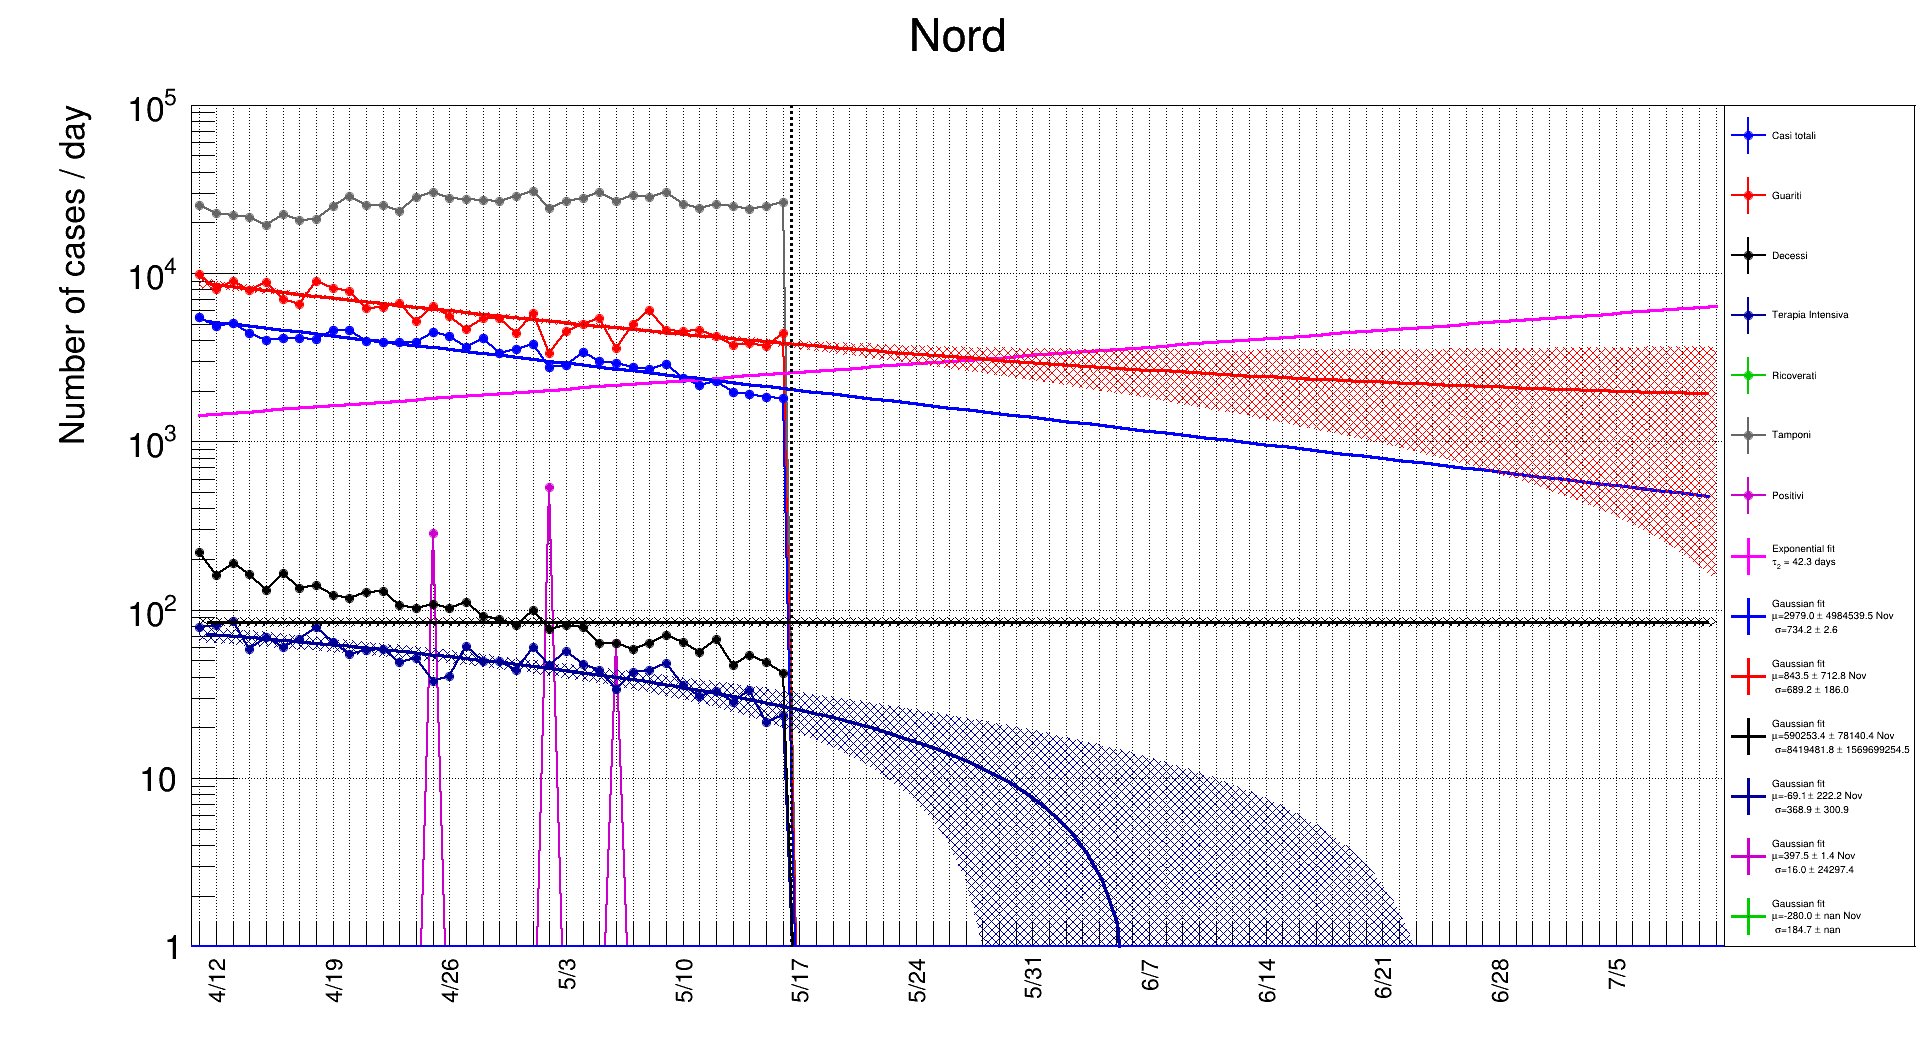 Nord
Number of cases / day
10^5
10^4
10^3
10^2
10
1
4/12
4/19
4/26
5/3
5/10
5/17
5/24
5/31
6/7
6/14
6/21
6/28
7/5
Casi totali
Guariti
Decessi
Terapia Intensiva
Ricoverati
Tamponi
Positivi
Exponential fit
τ₂ = 42.3 days
Gaussian fit
μ=2979.0 ± 4984539.5 Nov
σ=734.2 ± 2.6
Gaussian fit
μ=843.5 ± 712.8 Nov
σ=689.2 ± 186.0
Gaussian fit
μ=590253.4 ± 78140.4 Nov
σ=8419481.8 ± 1569699254.5
Gaussian fit
μ=-69.1 ± 222.2 Nov
σ=368.9 ± 300.9
Gaussian fit
μ=397.5 ± 1.4 Nov
σ=16.0 ± 24297.4
Gaussian fit
μ=-280.0 ± nan Nov
σ=184.7 ± nan